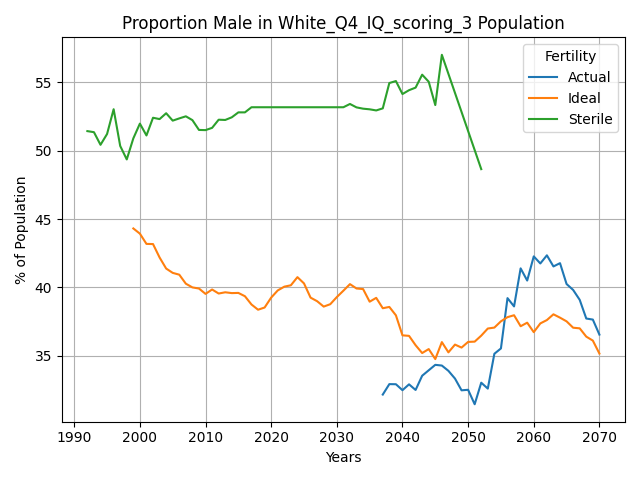 Proportion Male in White_Q4_IQ_scoring_3 Population
Fertility
Actual
Ideal
Sterile
% of Population
55
50
45
40
35
1990
2000
2010
2020
2030
2040
2050
2060
2070
Years